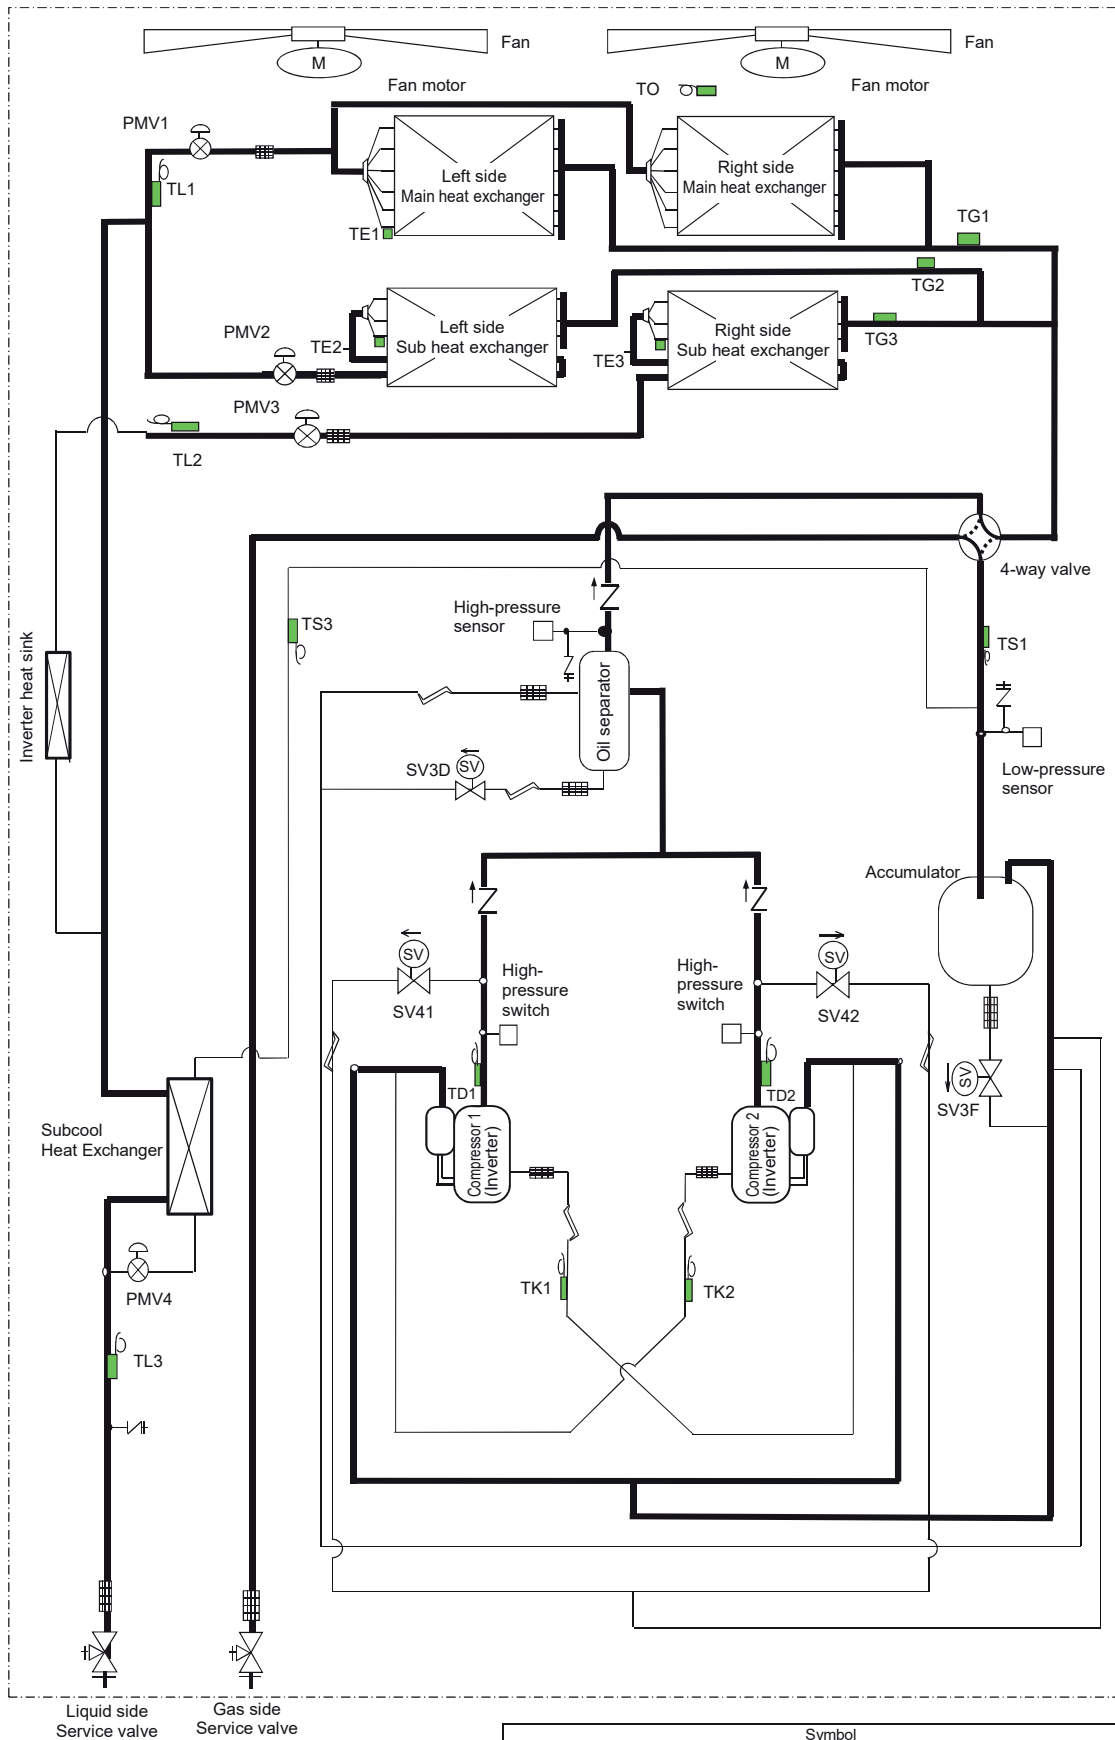 Fan
Fan
M
M
Fan motor
TO
Fan motor
PMV1
Left side
Main heat exchanger
Right side
Main heat exchanger
TL1
TE1
TG1
TG2
PMV2
TE2
Left side
Sub heat exchanger
TE3
Right side
Sub heat exchanger
TG3
PMV3
TL2
4-way valve
High-pressure
sensor
TS3
TS1
Inverter heat sink
Oil separator
SV3D
SV
Low-pressure
sensor
Accumulator
SV
SV41
High-
pressure
switch
High-
pressure
switch
SV
SV42
SV
SV3F
TD1
TD2
Subcool
Heat Exchanger
Compressor 1
(Inverter)
Compressor 2
(Inverter)
PMV4
TK1
TK2
TL3
Liquid side
Service valve
Gas side
Service valve
Symbol